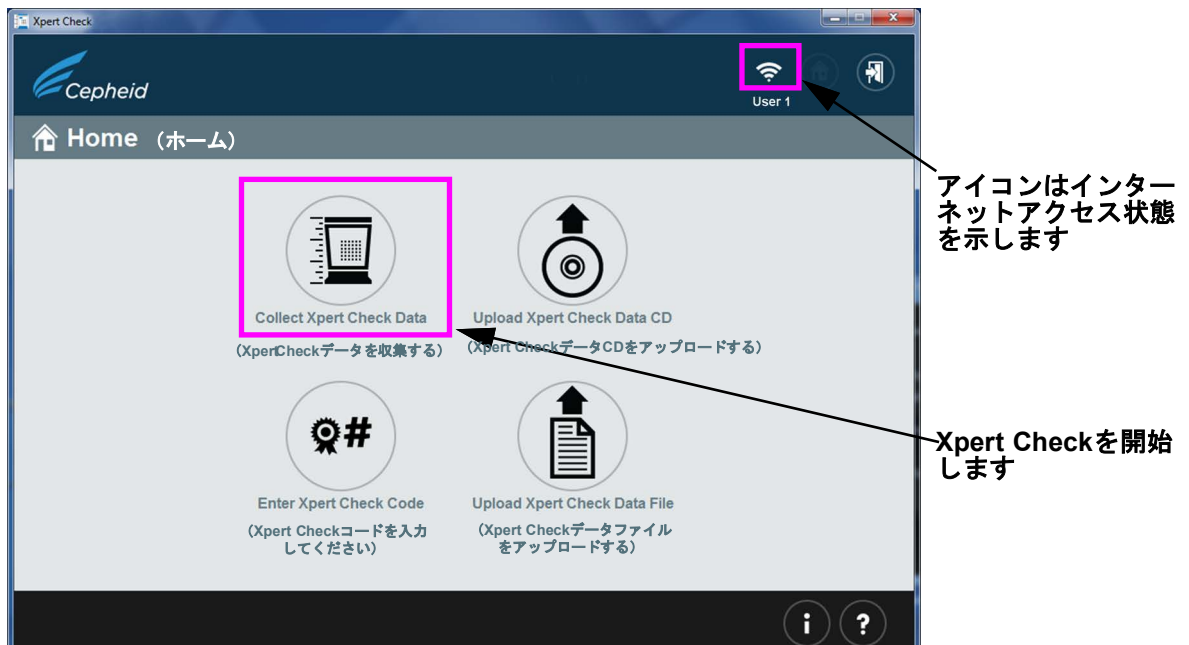 Xpert Check
Cepheid
User 1
Home （ホーム）
アイコンはインター
ネットアクセス状態
を示します
Collect Xpert Check Data
（XpertCheckデータを収集する）
Upload Xpert Check Data CD
（Xpert CheckデータCDをアップロードする）
Xpert Checkを開始
します
#
Enter Xpert Check Code
（Xpert Checkコードを入力
してください）
Upload Xpert Check Data File
（Xpert Checkデータファイル
をアップロードする）
i
?